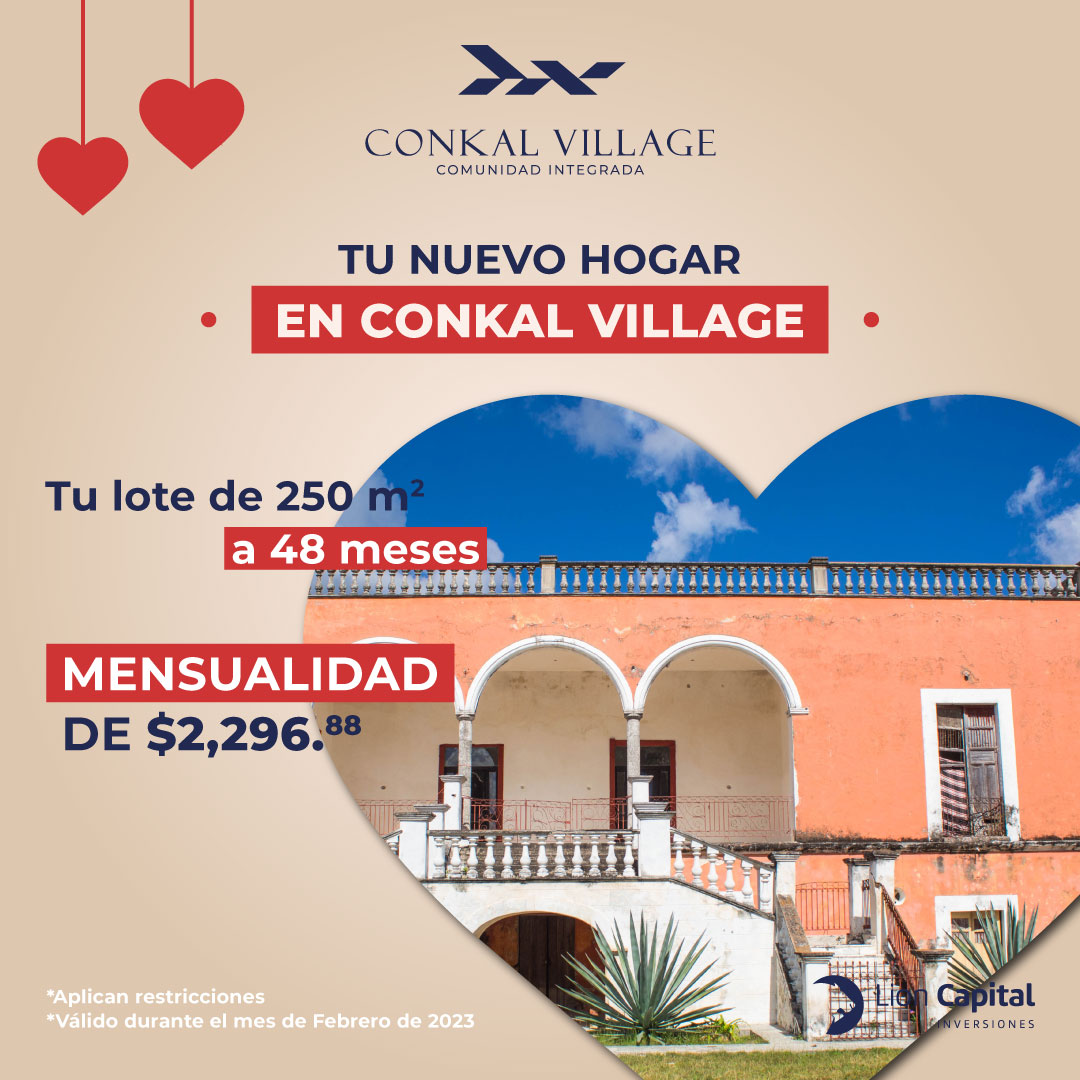 CONKAL VILLAGE
COMUNIDAD INTEGRADA
TU NUEVO HOGAR
EN CONKAL VILLAGE
Tu lote de 250 m²
a 48 meses
MENSUALIDAD
DE $2,296.⁸⁸
*Aplican restricciones
*Válido durante el mes de Febrero de 2023
Lion Capital
INVERSIONES